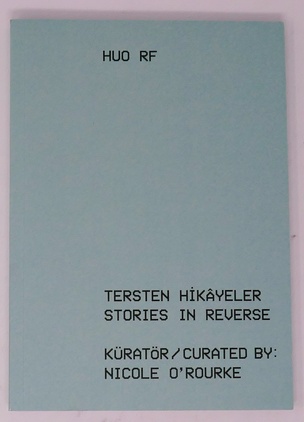 HUO RF
TERSTEN HİKÂYELER
STORIES IN REVERSE
KÜRATÖR/CURATED BY:
NICOLE O'ROURKE